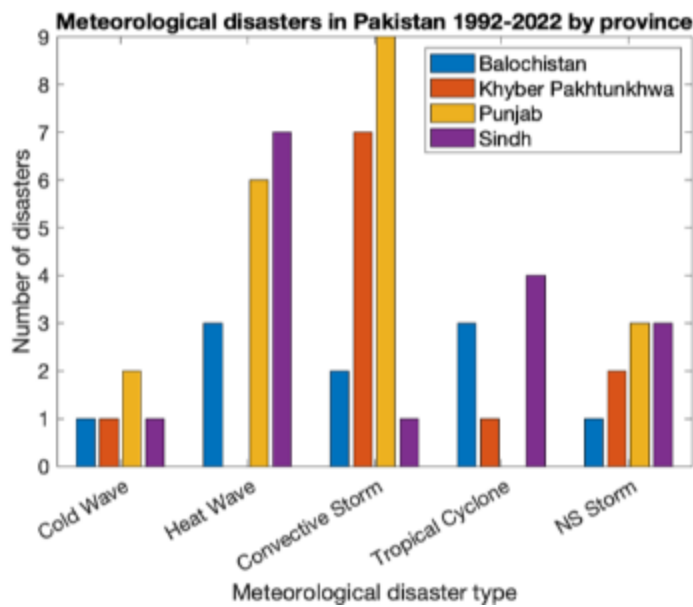 Meteorological disasters in Pakistan 1992-2022 by province
9
8
7
6
5
4
3
2
1
0
Number of disasters
Balochistan
Khyber Pakhtunkhwa
Punjab
Sindh
Cold Wave
Heat Wave
Convective Storm
Tropical Cyclone
NS Storm
Meteorological disaster type